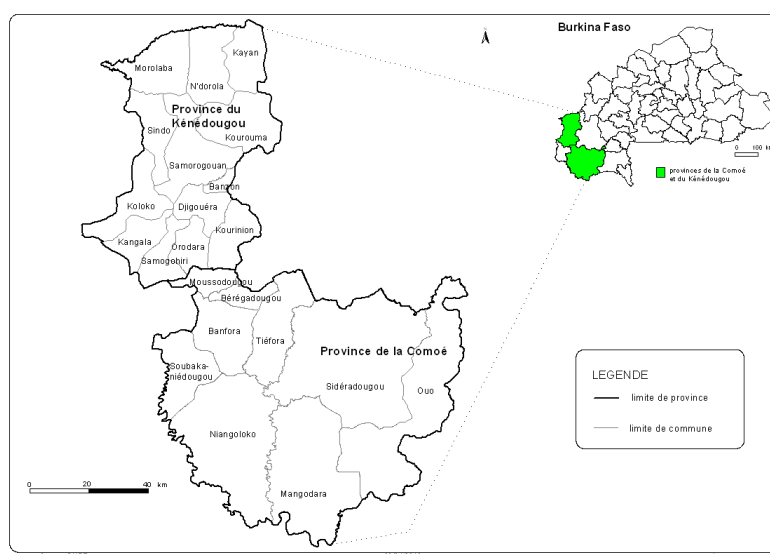 Burkina Faso
Kayan
Morolaba
N'dorola
Province du
Kénédougou
Sindo
Kourouma
Samorogouan
Banzon
Koloko
Djigouéra
Kourinion
Kangala
Orodara
Samogohiri
Moussodougou
Bérégadougou
Banfora
Tiéfora
Province de la Comoé
Soubaka-
niédougou
Sidéradougou
Ouo
Niangoloko
Mangodara
0 100 km
provinces de la Comoé
et du Kénédougou
LEGENDE
limite de province
limite de commune
0 20 40 km